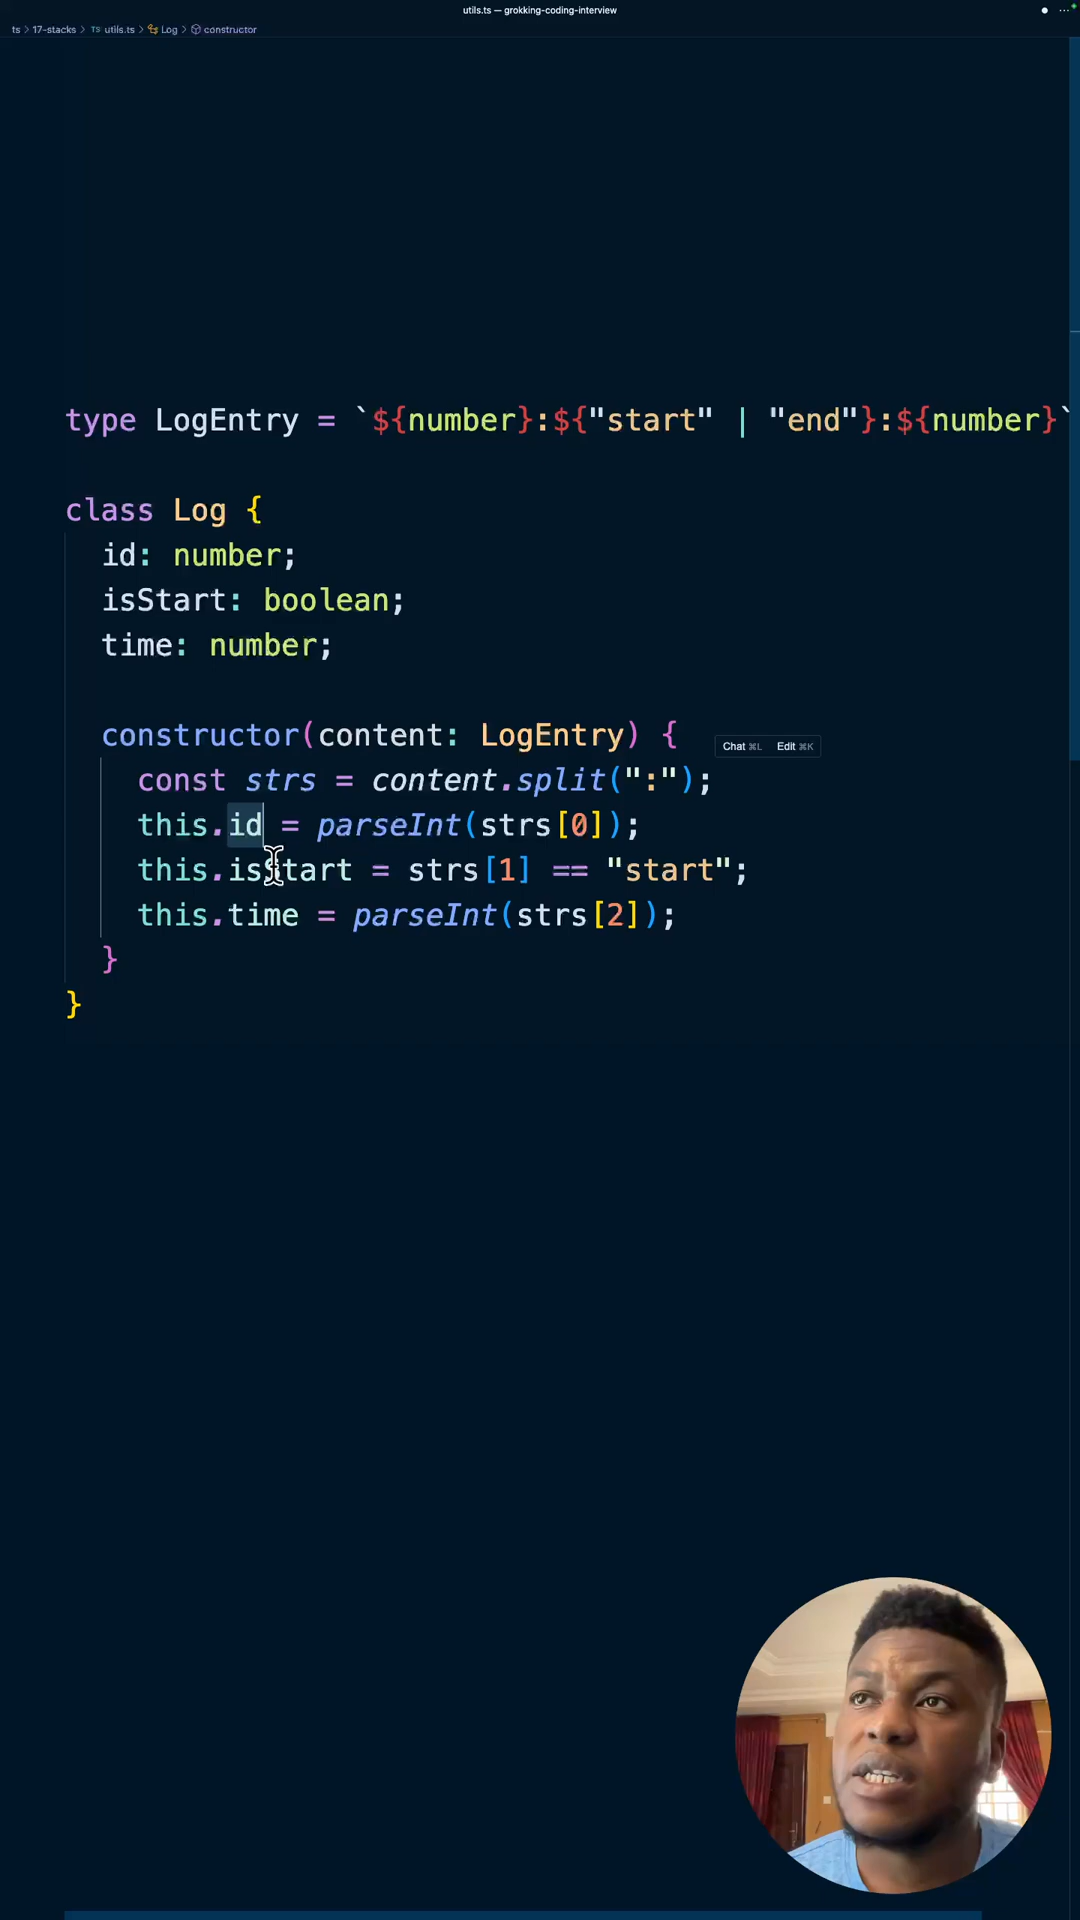 utils.ts — grokking-coding-interview
ts > 17-stacks > TS utils.ts > Log > constructor
type LogEntry = `${number}:${"start" | "end"}:${number}`
class Log {
id: number;
isStart: boolean;
time: number;
constructor(content: LogEntry) {
Chat ⌘L Edit ⌘K
const strs = content.split(":");
this.id = parseInt(strs[0]);
this.isStart = strs[1] == "start";
this.time = parseInt(strs[2]);
}
}